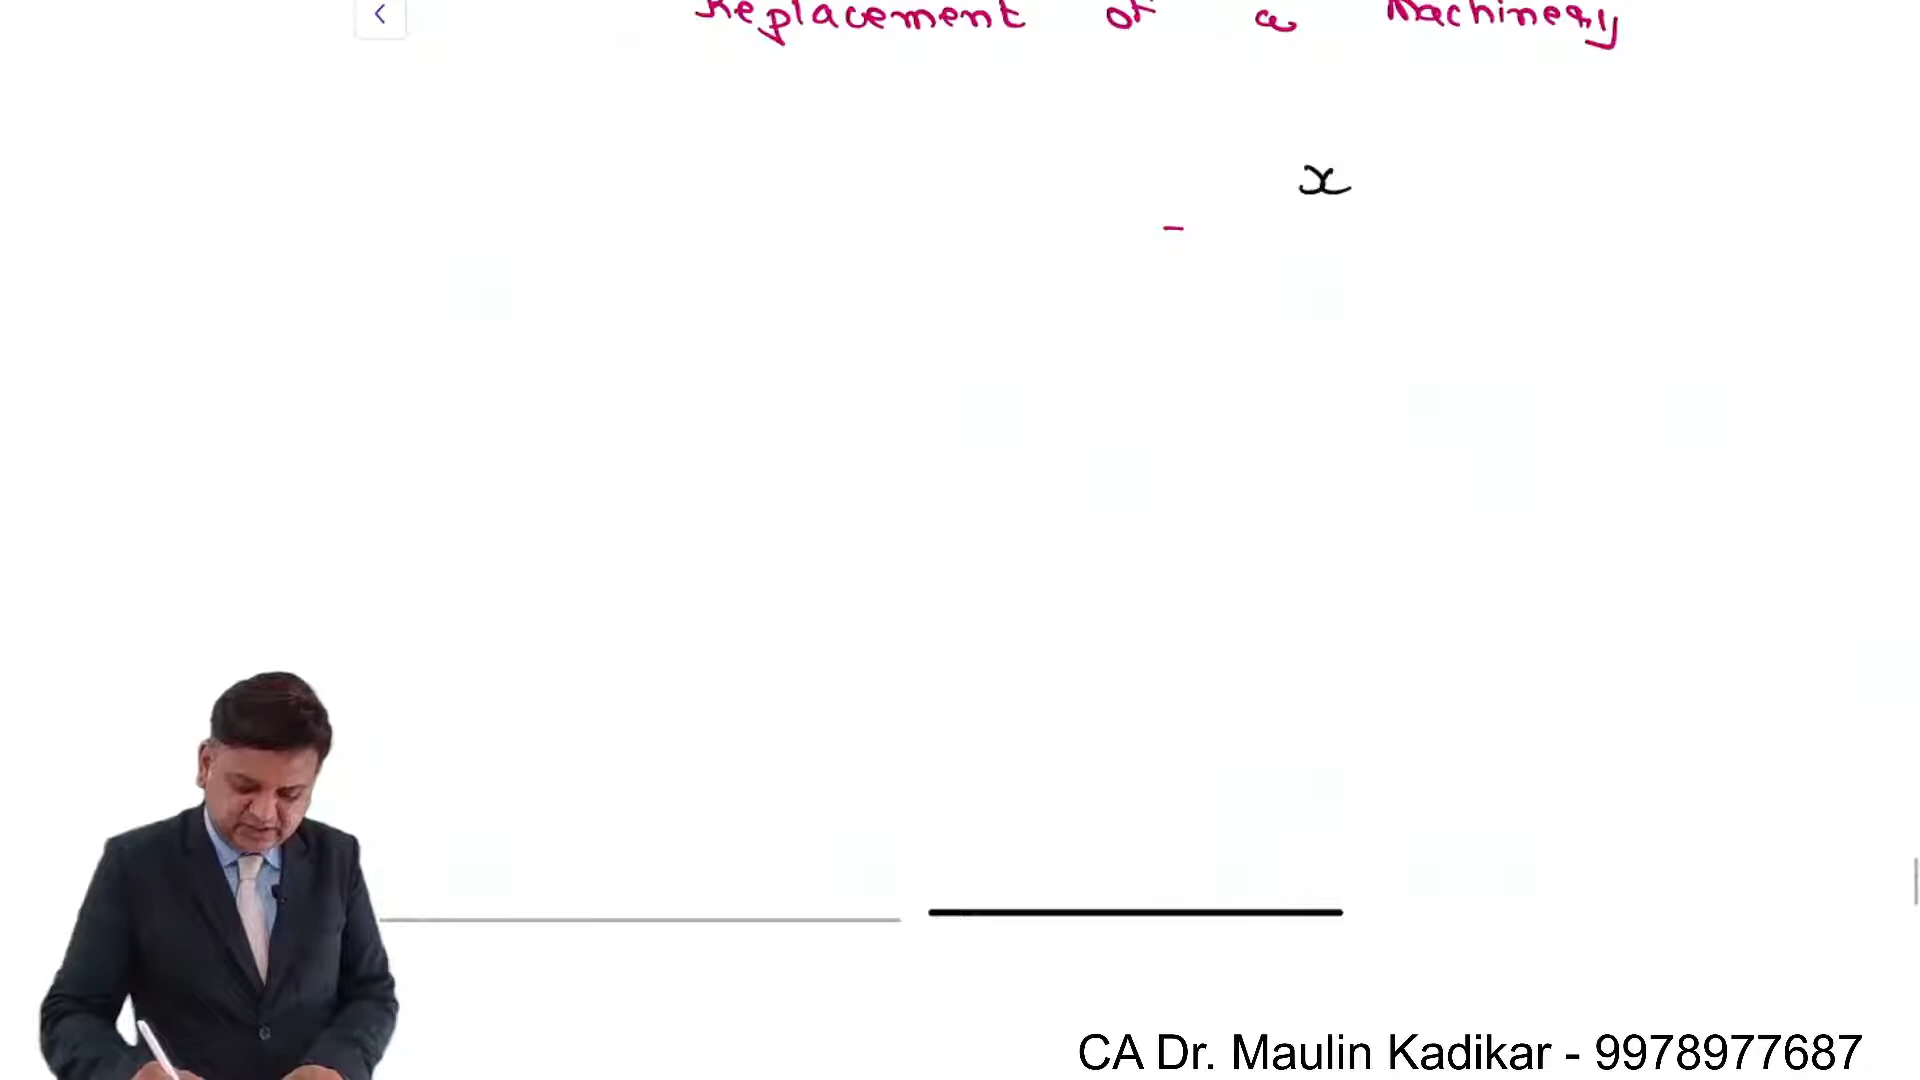 Replacement of a Machinery
x
-
CA Dr. Maulin Kadikar - 9978977687